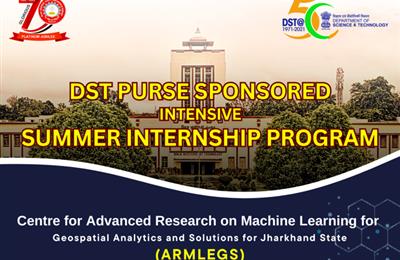 DST@
1971-2021
DEPARTMENT OF
SCIENCE & TECHNOLOGY
DST PURSE SPONSORED
INTENSIVE
SUMMER INTERNSHIP PROGRAM
Centre for Advanced Research on Machine Learning for
Geospatial Analytics and Solutions for Jharkhand State
(ARMLEGS)